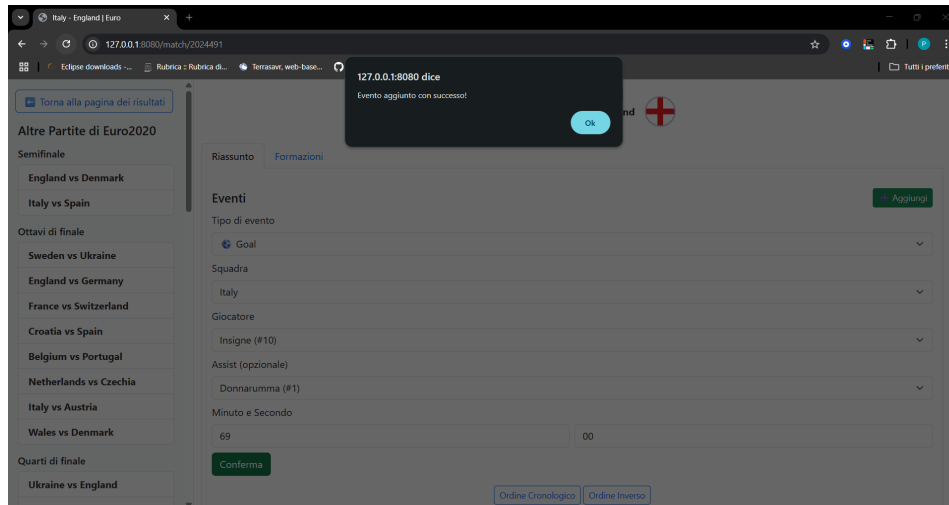 Italy - England | Euro
127.0.0.1:8080/match/2024491
Eclipse downloads -...
Rubrica :: Rubrica di...
Terrasavr, web-base...
Tutti i preferit
127.0.0.1:8080 dice
Evento aggiunto con successo!
Ok
nd
Torna alla pagina dei risultati
Altre Partite di Euro2020
Semifinale
England vs Denmark
Italy vs Spain
Ottavi di finale
Sweden vs Ukraine
England vs Germany
France vs Switzerland
Croatia vs Spain
Belgium vs Portugal
Netherlands vs Czechia
Italy vs Austria
Wales vs Denmark
Quarti di finale
Ukraine vs England
Riassunto
Formazioni
Eventi
Aggiungi
Tipo di evento
Goal
Squadra
Italy
Giocatore
Insigne (#10)
Assist (opzionale)
Donnarumma (#1)
Minuto e Secondo
69
00
Conferma
Ordine Cronologico
Ordine Inverso